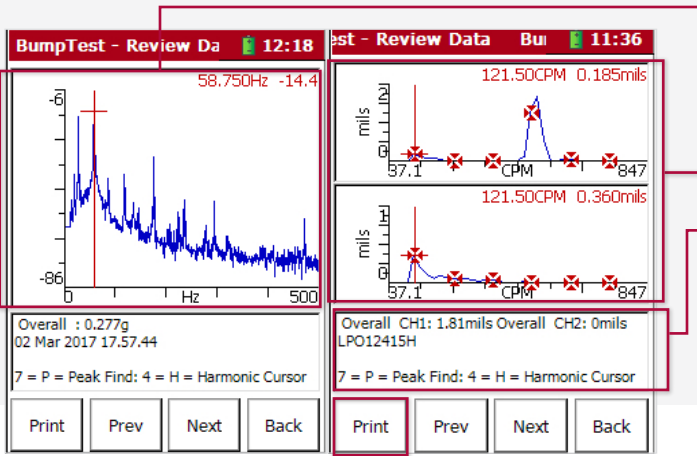 BumpTest - Review Da 12:18
58.750Hz -14.4
-6
-86
0 Hz 500
Overall : 0.277g
02 Mar 2017 17.57.44
7 = P = Peak Find: 4 = H = Harmonic Cursor
Print Prev Next Back
est - Review Data Bu 11:36
121.50CPM 0.185mils
2
mils
0
37.1 CPM 847
121.50CPM 0.360mils
1
mils
0
37.1 CPM 847
Overall CH1: 1.81mils Overall CH2: 0mils
LPO12415H
7 = P = Peak Find: 4 = H = Harmonic Cursor
Print Prev Next Back